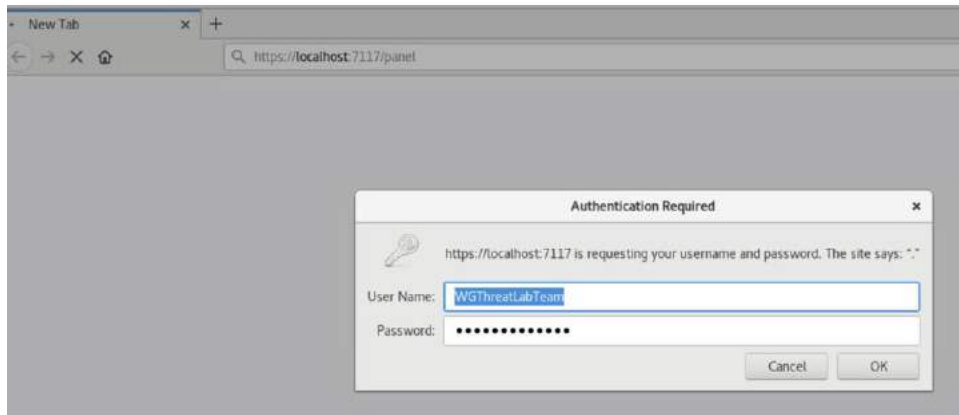 New Tab
https://localhost:7117/panel
Authentication Required
https://localhost:7117 is requesting your username and password. The site says: "."
User Name: WGThreatLabTeam
Password: •••••••••••••
Cancel OK